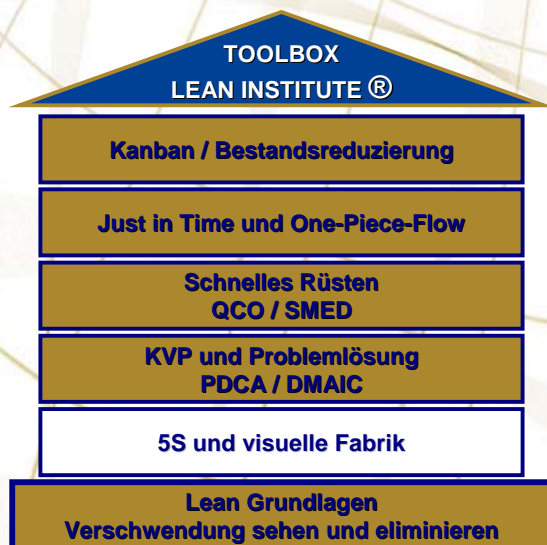 TOOLBOX
LEAN INSTITUTE ®
Kanban / Bestandsreduzierung
Just in Time und One-Piece-Flow
Schnelles Rüsten
QCO / SMED
KVP und Problemlösung
PDCA / DMAIC
5S und visuelle Fabrik
Lean Grundlagen
Verschwendung sehen und eliminieren